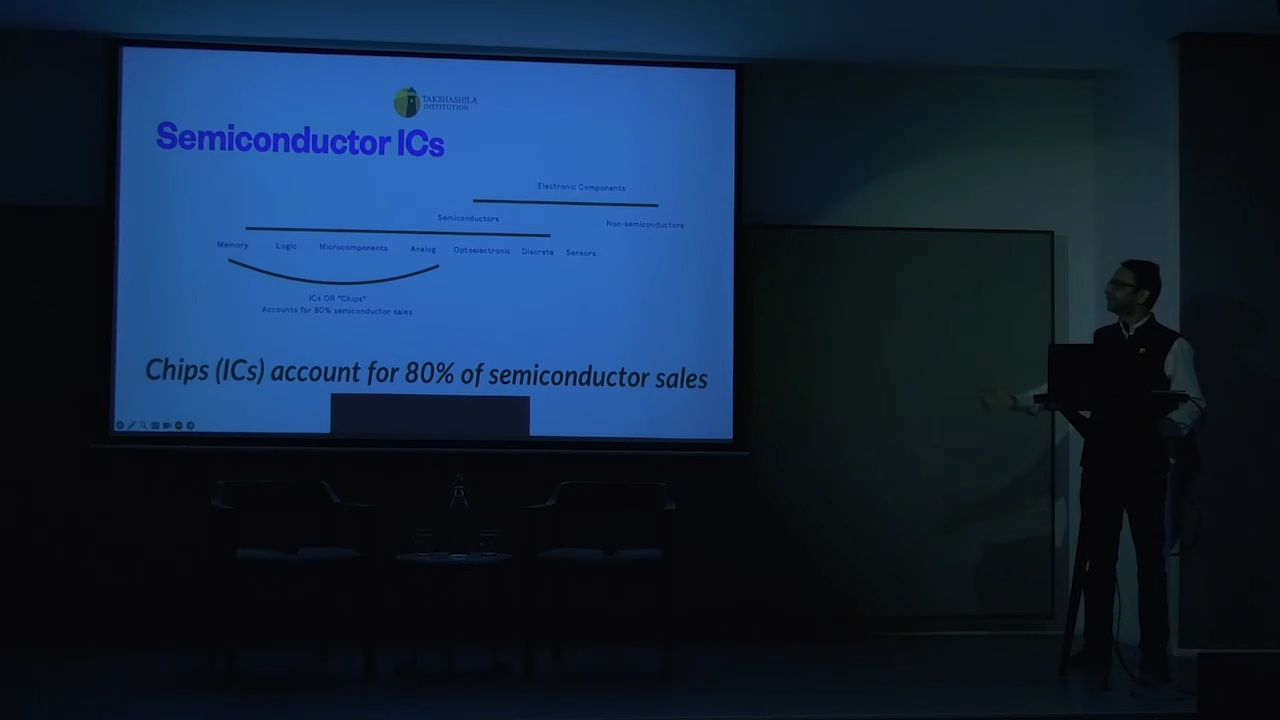 TAKSHASHILA
INSTITUTION
Semiconductor ICs
Electronic Components
Semiconductors
Non-semiconductors
Memory Logic Microcomponents Analog Optoelectronic Discrete Sensors
ICs OR "Chips"
Accounts for 80% semiconductor sales
Chips (ICs) account for 80% of semiconductor sales